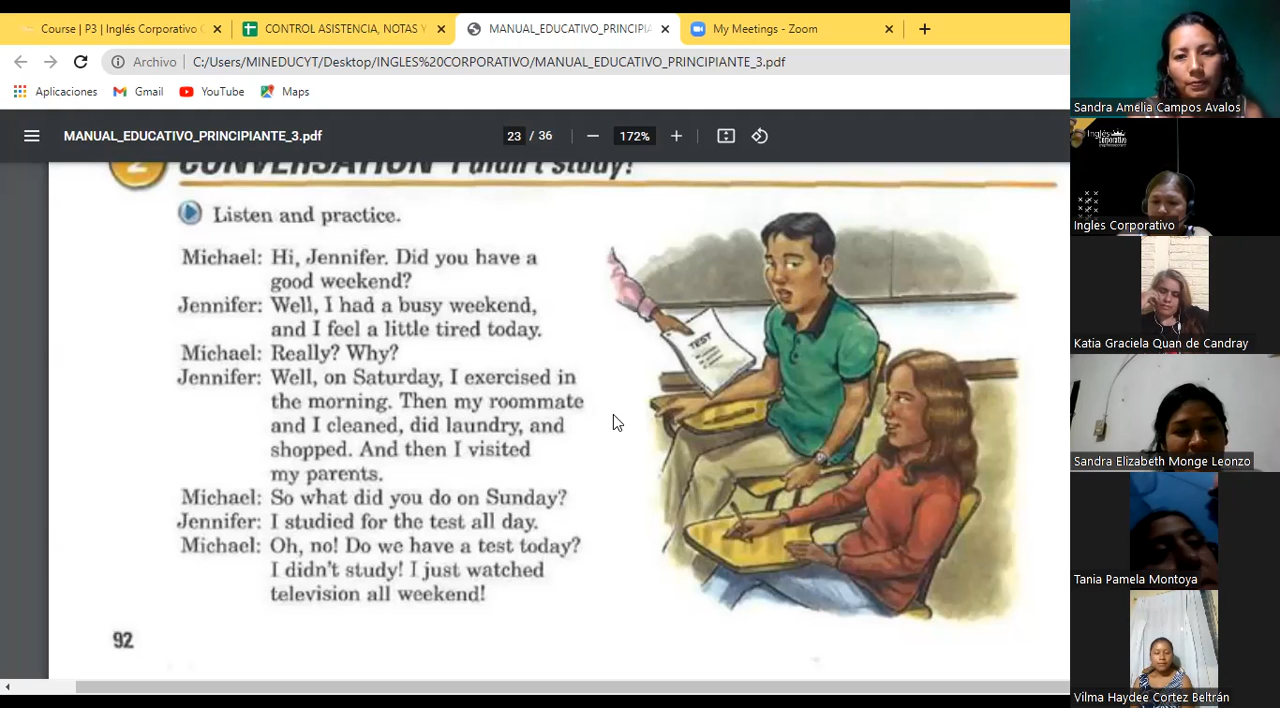 Course | P3 | Inglés Corporativo C
CONTROL ASISTENCIA, NOTAS Y
MANUAL_EDUCATIVO_PRINCIPIA
My Meetings - Zoom
Archivo
C:/Users/MINEDUCYT/Desktop/INGLES%20CORPORATIVO/MANUAL_EDUCATIVO_PRINCIPIANTE_3.pdf
Aplicaciones
Gmail
YouTube
Maps
MANUAL_EDUCATIVO_PRINCIPIANTE_3.pdf
23 / 36
172%
2 CONVERSATION I didn't study!
Listen and practice.
Michael: Hi, Jennifer. Did you have a
good weekend?
Jennifer: Well, I had a busy weekend,
and I feel a little tired today.
Michael: Really? Why?
Jennifer: Well, on Saturday, I exercised in
the morning. Then my roommate
and I cleaned, did laundry, and
shopped. And then I visited
my parents.
Michael: So what did you do on Sunday?
Jennifer: I studied for the test all day.
Michael: Oh, no! Do we have a test today?
I didn't study! I just watched
television all weekend!
TEST
92
Sandra Amelia Campos Avalos
Inglés
Corporativo
Ingles Corporativo
Katia Graciela Quan de Candray
Sandra Elizabeth Monge Leonzo
Tania Pamela Montoya
Vilma Haydee Cortez Beltrán